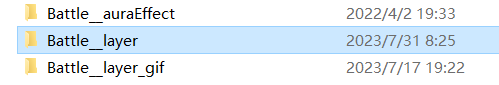 Battle__auraEffect 2022/4/2 19:33
Battle__layer 2023/7/31 8:25
Battle__layer_gif 2023/7/17 19:22